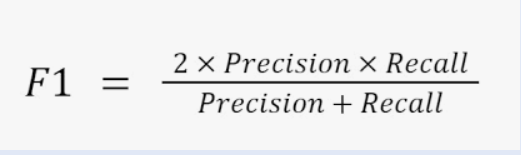 F1 = 2 × Precision × Recall
Precision + Recall